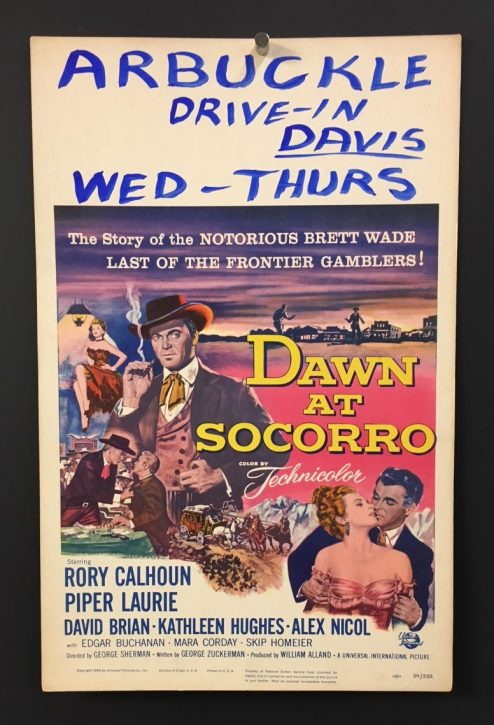 ARBUCKLE
DRIVE-IN
DAVIS
WED - THURS
The Story of the NOTORIOUS BRETT WADE
LAST OF THE FRONTIER GAMBLERS!
DAWN
AT
SOCORRO
COLOR BY
Technicolor
Starring
RORY CALHOUN
PIPER LAURIE
DAVID BRIAN · KATHLEEN HUGHES · ALEX NICOL
with EDGAR BUCHANAN · MARA CORDAY · SKIP HOMEIER
Directed by GEORGE SHERMAN · Written by GEORGE ZUCKERMAN · Produced by WILLIAM ALLAND · A UNIVERSAL INTERNATIONAL PICTURE
Country of Origin U. S. A.